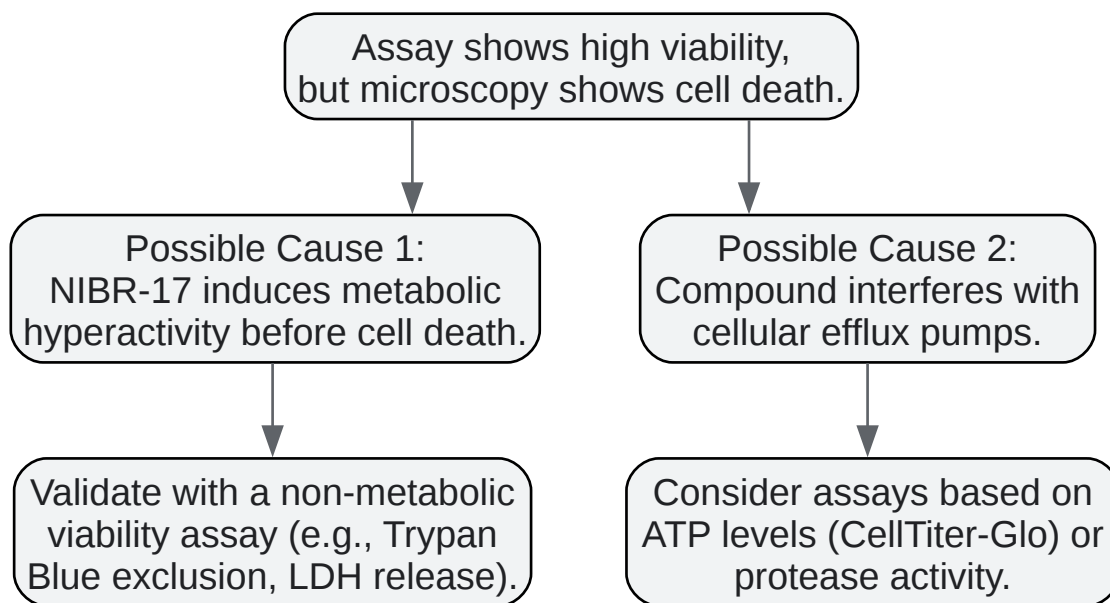 Assay shows high viability,
but microscopy shows cell death.
Possible Cause 1:
NIBR-17 induces metabolic
hyperactivity before cell death.
Possible Cause 2:
Compound interferes with
cellular efflux pumps.
Validate with a non-metabolic
viability assay (e.g., Trypan
Blue exclusion, LDH release).
Consider assays based on
ATP levels (CellTiter-Glo) or
protease activity.